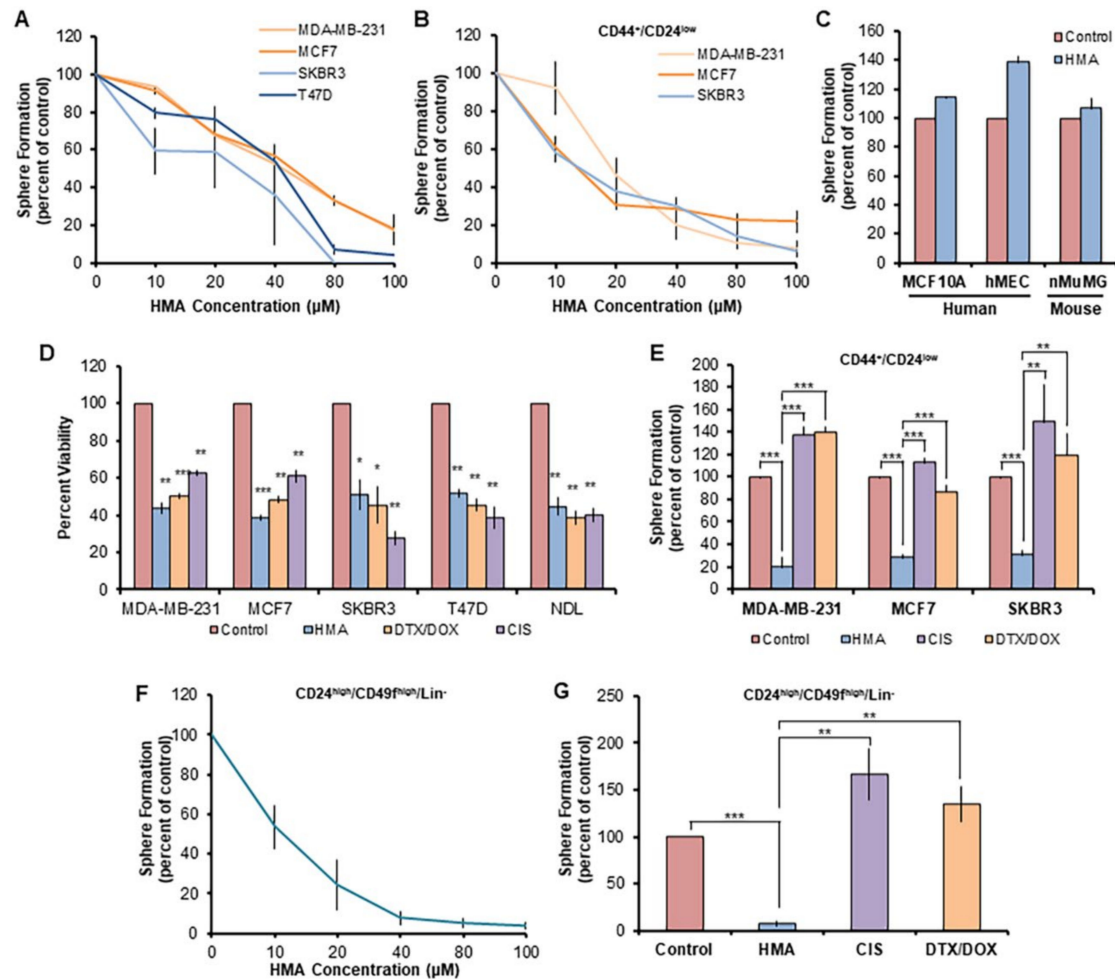 A
Sphere Formation
(percent of control)
120
100
80
60
40
20
0
0 10 20 40 80 100
HMA Concentration (µM)
MDA-MB-231
MCF7
SKBR3
T47D
B
CD44⁺/CD24ˡᵒʷ
Sphere Formation
(percent of control)
120
100
80
60
40
20
0
0 10 20 40 80 100
HMA Concentration (µM)
MDA-MB-231
MCF7
SKBR3
C
Sphere Formation
(percent of control)
160
140
120
100
80
60
40
20
0
Control
HMA
MCF10A hMEC nMuMG
Human Mouse
D
Percent Viability
120
100
80
60
40
20
0
** *** **
*** ** **
* * **
** ** **
** ** **
MDA-MB-231 MCF7 SKBR3 T47D NDL
Control HMA DTX/DOX CIS
E
CD44⁺/CD24ˡᵒʷ
Sphere Formation
(percent of control)
200
180
160
140
120
100
80
60
40
20
0
*** *** ***
*** *** ***
*** ** **
MDA-MB-231 MCF7 SKBR3
Control HMA CIS DTX/DOX
F
CD24ʰⁱᵍʰ/CD49fʰⁱᵍʰ/Lin⁻
Sphere Formation
(percent of control)
120
100
80
60
40
20
0
0 10 20 40 80 100
HMA Concentration (µM)
G
CD24ʰⁱᵍʰ/CD49fʰⁱᵍʰ/Lin⁻
Sphere Formation
(percent of control)
250
200
150
100
50
0
**
**
***
Control HMA CIS DTX/DOX